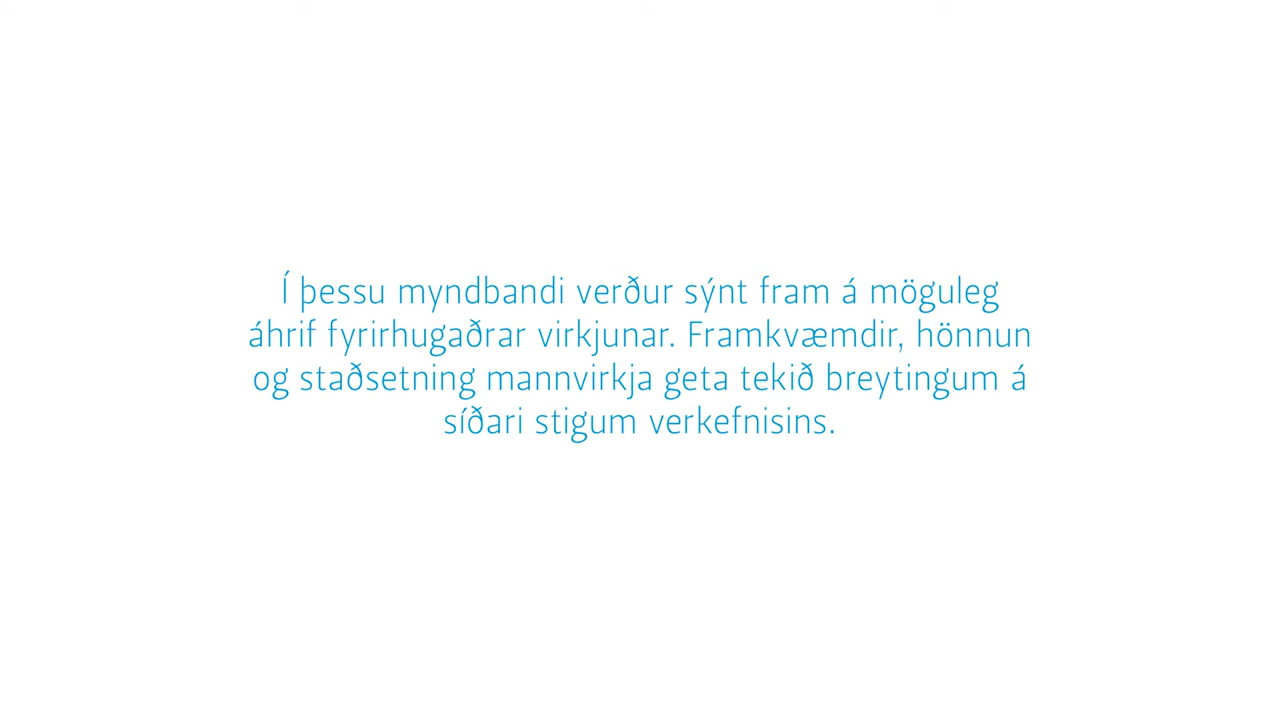 Í þessu myndbandi verður sýnt fram á möguleg
áhrif fyrirhugaðrar virkjunar. Framkvæmdir, hönnun
og staðsetning mannvirkja geta tekið breytingum á
síðari stigum verkefnisins.